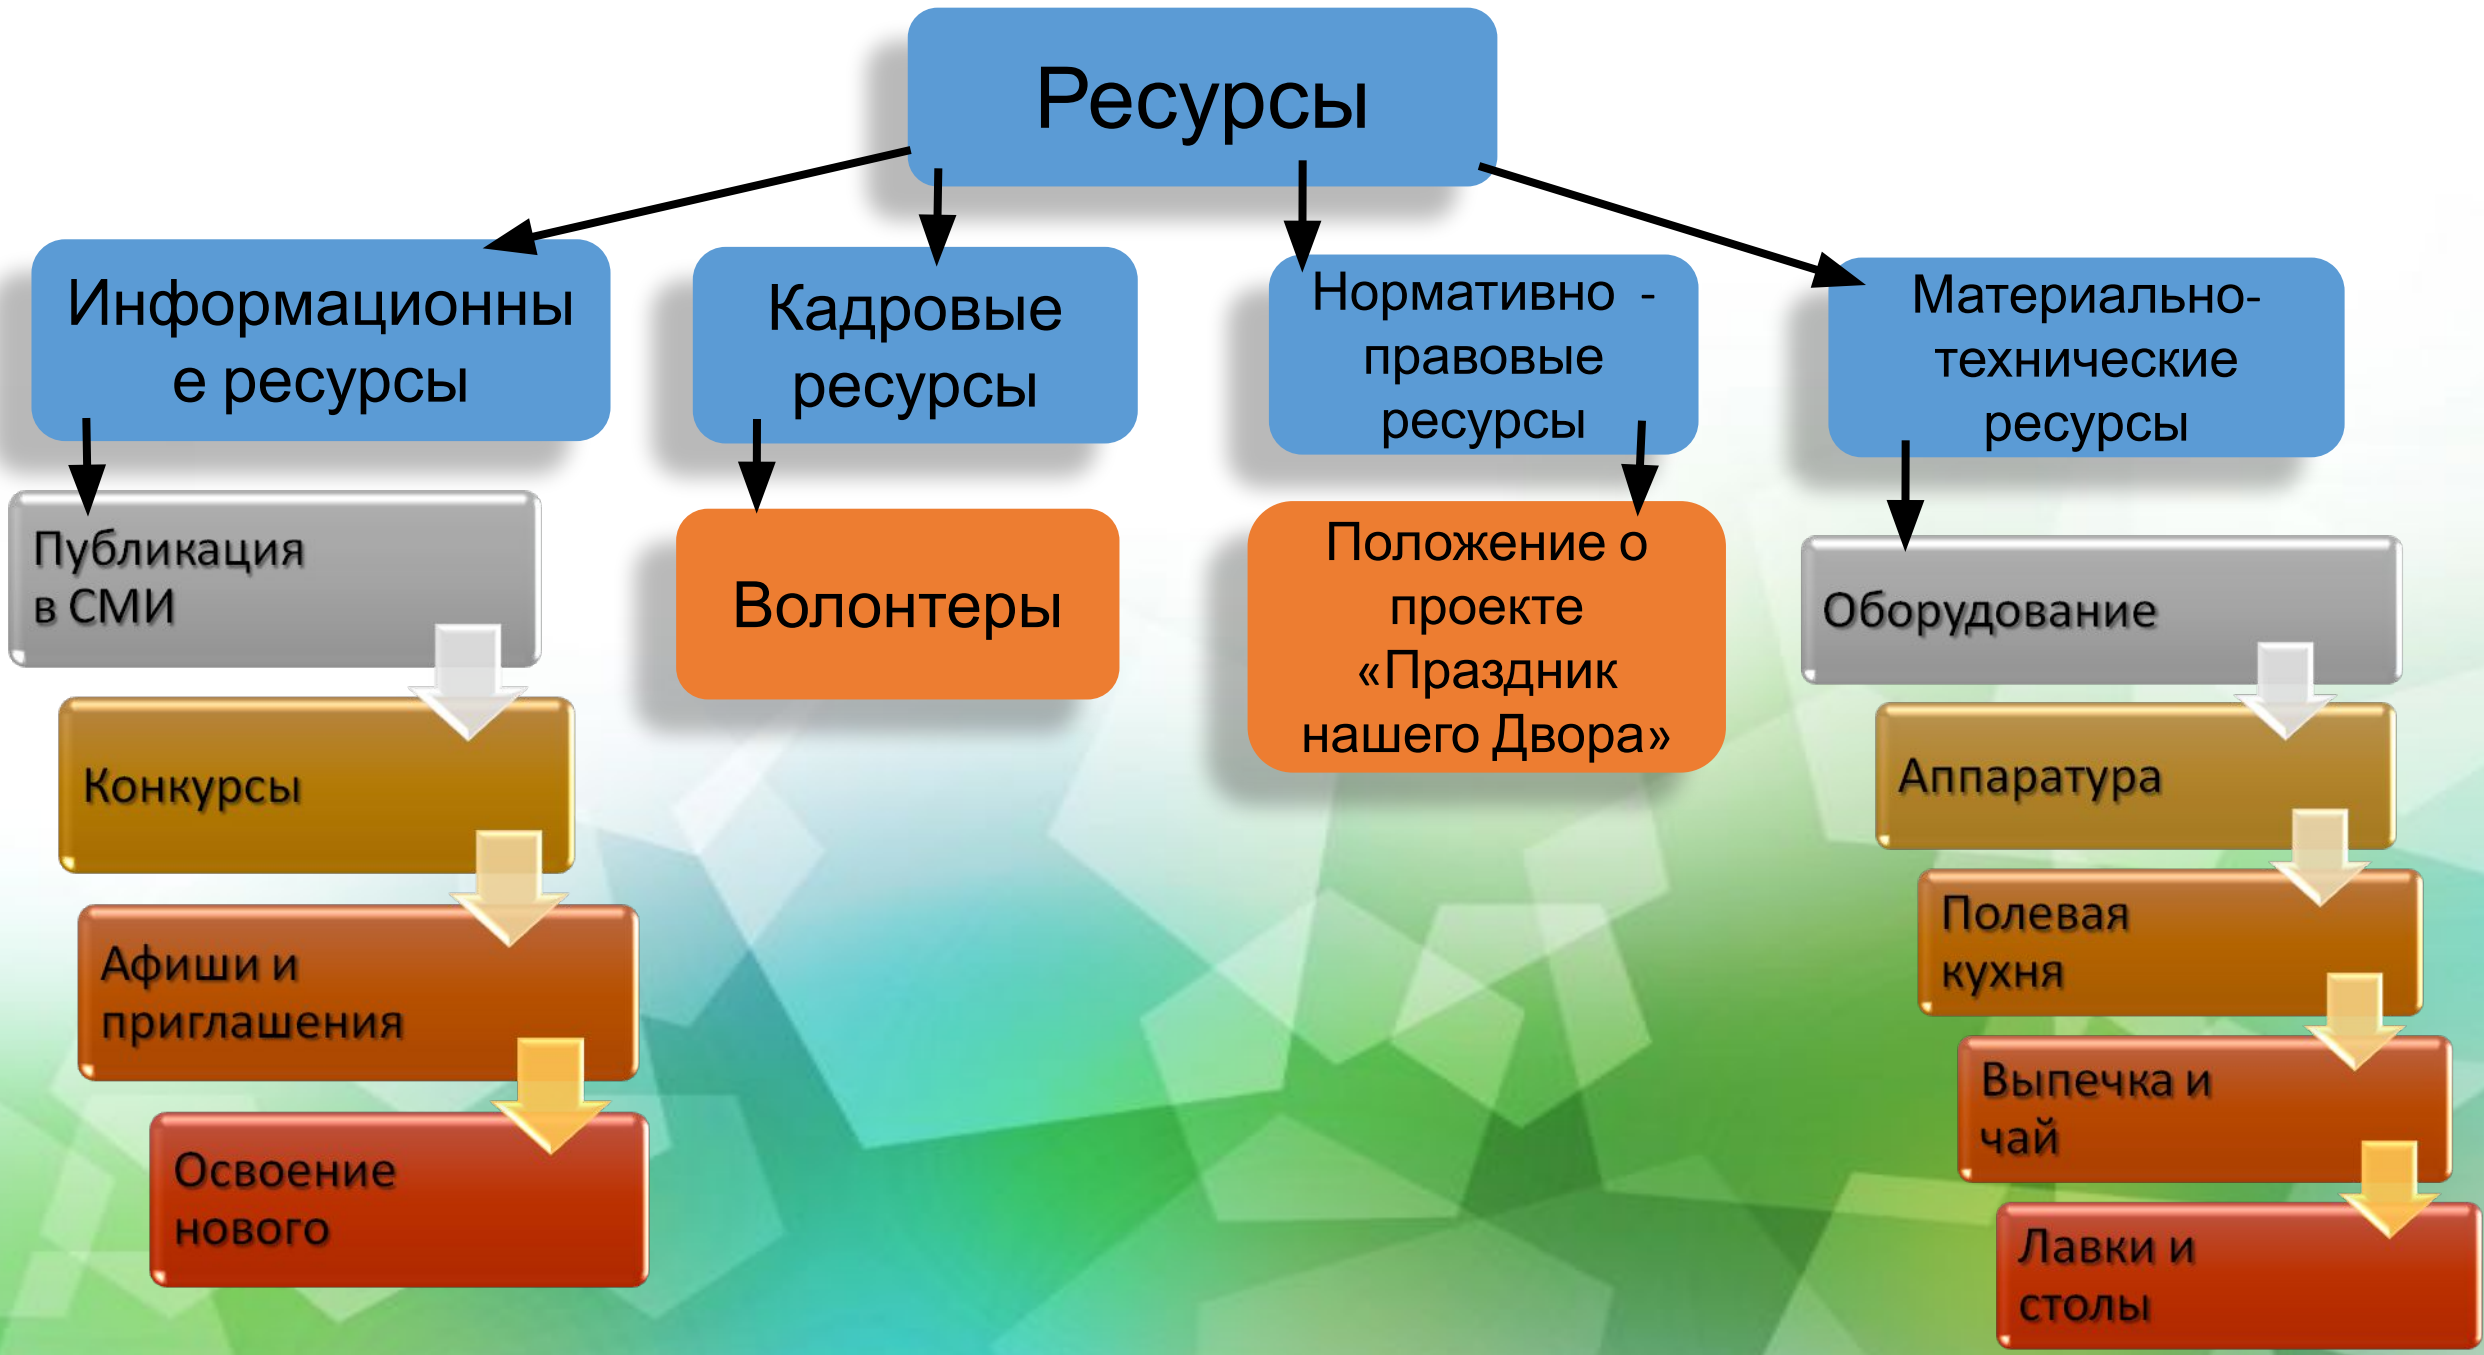 Ресурсы
Информационны
е ресурсы
Кадровые
ресурсы
Нормативно -
правовые
ресурсы
Материально-
технические
ресурсы
Публикация
в СМИ
Конкурсы
Афиши и
приглашения
Освоение
нового
Волонтеры
Положение о
проекте
«Праздник
нашего Двора»
Оборудование
Аппаратура
Полевая
кухня
Выпечка и
чай
Лавки и
столы